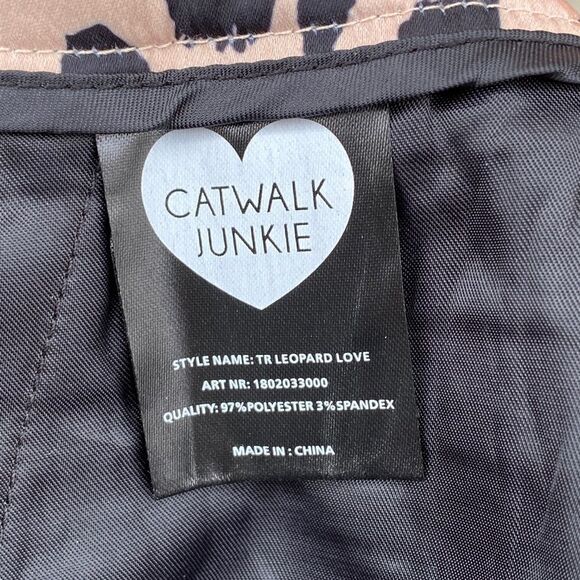 CATWALK
JUNKIE
STYLE NAME: TR LEOPARD LOVE
ART NR: 1802033000
QUALITY: 97%POLYESTER 3%SPANDEX
MADE IN : CHINA